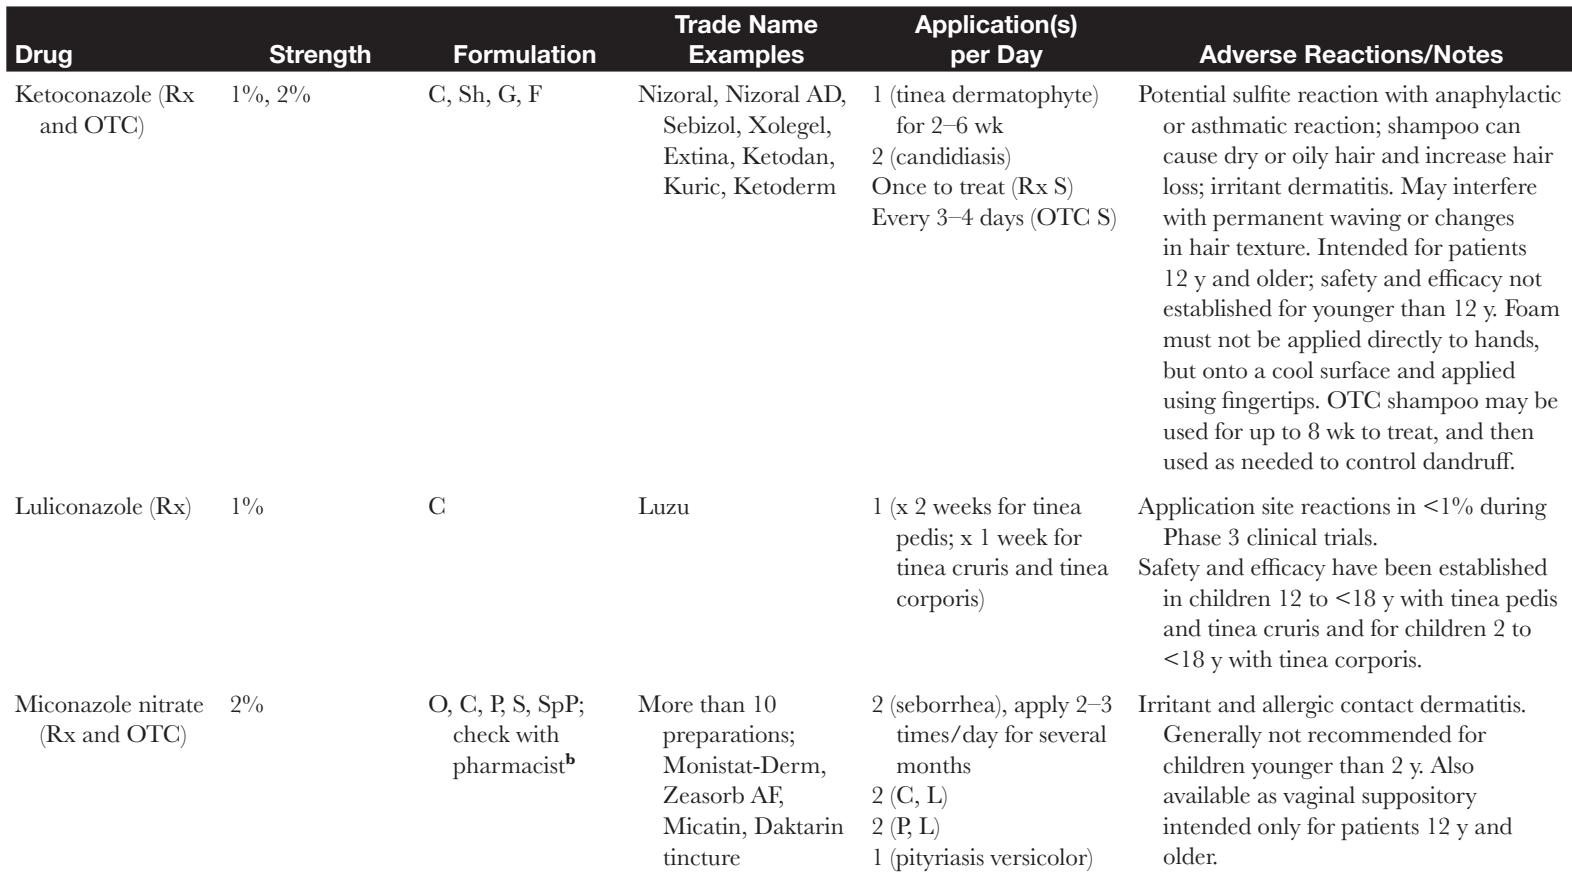 Drug
Strength
Formulation
Trade Name
Examples
Application(s)
per Day
Adverse Reactions/Notes
Ketoconazole (Rx
and OTC)
1%, 2%
C, Sh, G, F
Nizoral, Nizoral AD,
Sebizol, Xolegel,
Extina, Ketodan,
Kuric, Ketoderm
1 (tinea dermatophyte)
for 2–6 wk
2 (candidiasis)
Once to treat (Rx S)
Every 3–4 days (OTC S)
Potential sulfite reaction with anaphylactic
or asthmatic reaction; shampoo can
cause dry or oily hair and increase hair
loss; irritant dermatitis. May interfere
with permanent waving or changes
in hair texture. Intended for patients
12 y and older; safety and efficacy not
established for younger than 12 y. Foam
must not be applied directly to hands,
but onto a cool surface and applied
using fingertips. OTC shampoo may be
used for up to 8 wk to treat, and then
used as needed to control dandruff.
Luliconazole (Rx)
1%
C
Luzu
1 (x 2 weeks for tinea
pedis; x 1 week for
tinea cruris and tinea
corporis)
Application site reactions in <1% during
Phase 3 clinical trials.
Safety and efficacy have been established
in children 12 to <18 y with tinea pedis
and tinea cruris and for children 2 to
<18 y with tinea corporis.
Miconazole nitrate
(Rx and OTC)
2%
O, C, P, S, SpP;
check with
pharmacistb
More than 10
preparations;
Monistat-Derm,
Zeasorb AF,
Micatin, Daktarin
tincture
2 (seborrhea), apply 2–3
times/day for several
months
2 (C, L)
2 (P, L)
1 (pityriasis versicolor)
Irritant and allergic contact dermatitis.
Generally not recommended for
children younger than 2 y. Also
available as vaginal suppository
intended only for patients 12 y and
older.